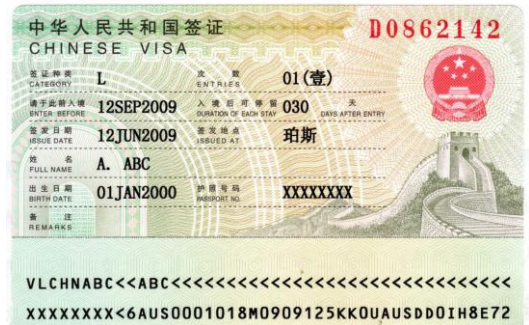 中华人民共和国签证 D0862142
CHINESE VISA
签证种类 CATEGORY L 次数 ENTRIES 01(壹)
请于此前入境 ENTER BEFORE 12SEP2009 入境后可停留 DURATION OF EACH STAY 030 天 DAYS AFTER ENTRY
签发日期 ISSUE DATE 12JUN2009 签发地点 ISSUED AT 珀斯
姓名 FULL NAME A. ABC
出生日期 BIRTH DATE 01JAN2000 护照号码 PASSPORT NO. XXXXXXXX
备注 REMARKS
VLCHNABC<<ABC<<<<<<<<<<<<<<<<<<<<<<<<<<<<<<<
XXXXXXXX<6AUS0001018M0909125KK0UAUSDD0IH8E72